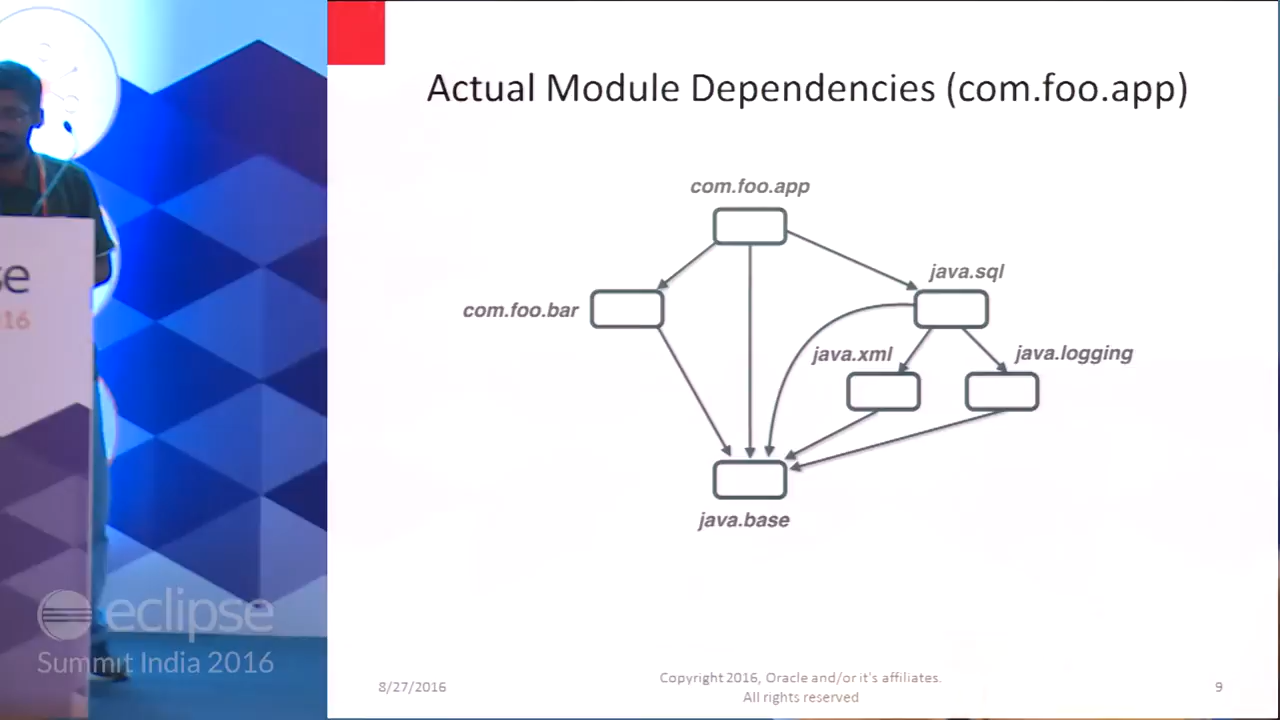 Actual Module Dependencies (com.foo.app)
com.foo.app
java.sql
com.foo.bar
java.xml
java.logging
java.base
se
16
eclipse
Summit India 2016
8/27/2016
Copyright 2016, Oracle and/or it's affiliates.
All rights reserved
9